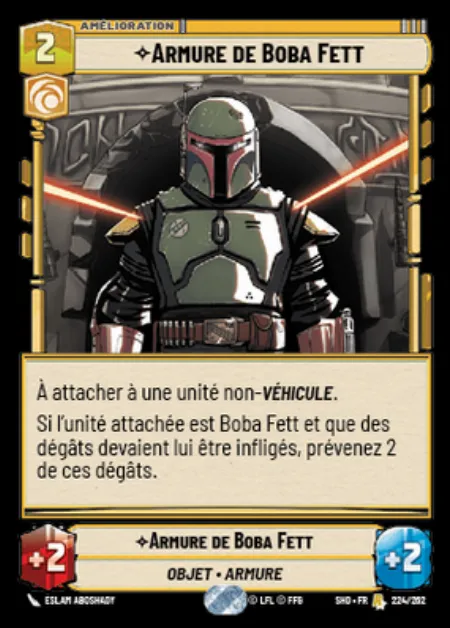 AMÉLIORATION
2
✧ARMURE DE BOBA FETT
À attacher à une unité non-VÉHICULE.
Si l'unité attachée est Boba Fett et que des
dégâts devaient lui être infligés, prévenez 2
de ces dégâts.
+2
✧ARMURE DE BOBA FETT
+2
OBJET • ARMURE
ESLAM ABOSHADY
© LFL © FFG
SHD • FR
224/262